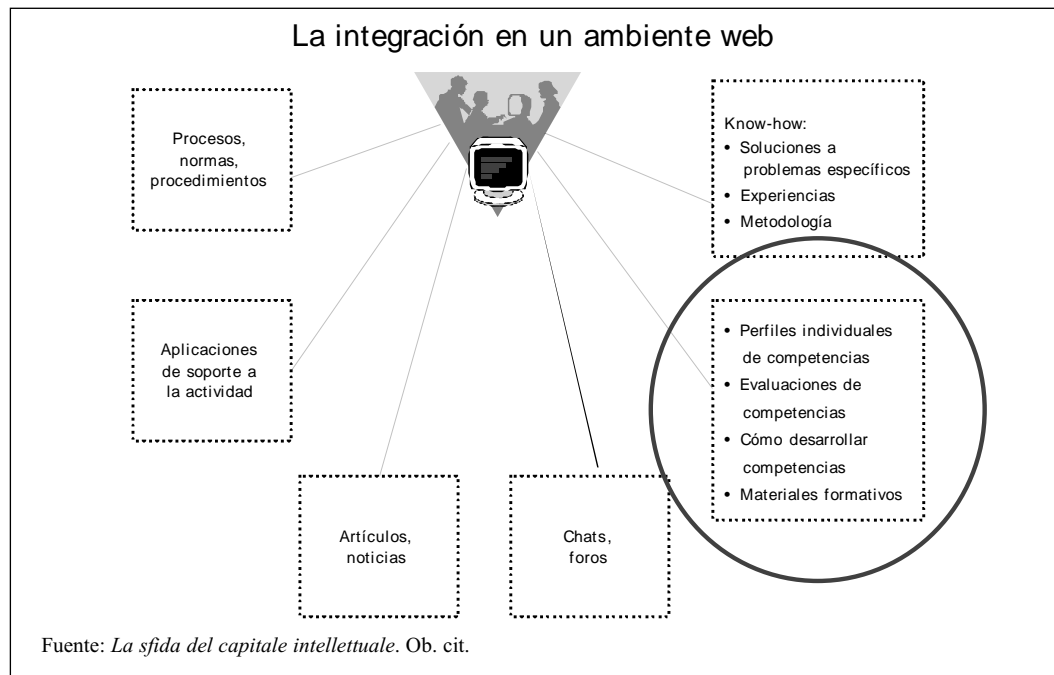 La integración en un ambiente web
Procesos,
normas,
procedimientos
Know-how:
• Soluciones a
problemas específicos
• Experiencias
• Metodología
Aplicaciones
de soporte a
la actividad
• Perfiles individuales
de competencias
• Evaluaciones de
competencias
• Cómo desarrollar
competencias
• Materiales formativos
Artículos,
noticias
Chats,
foros
Fuente: La sfida del capitale intellettuale. Ob. cit.